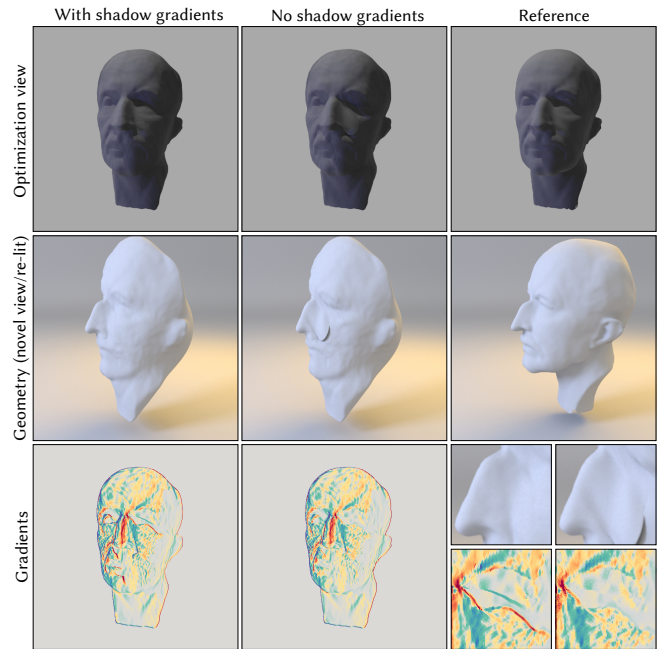 With shadow gradients
No shadow gradients
Reference
Optimization view
Geometry (novel view/re-lit)
Gradients